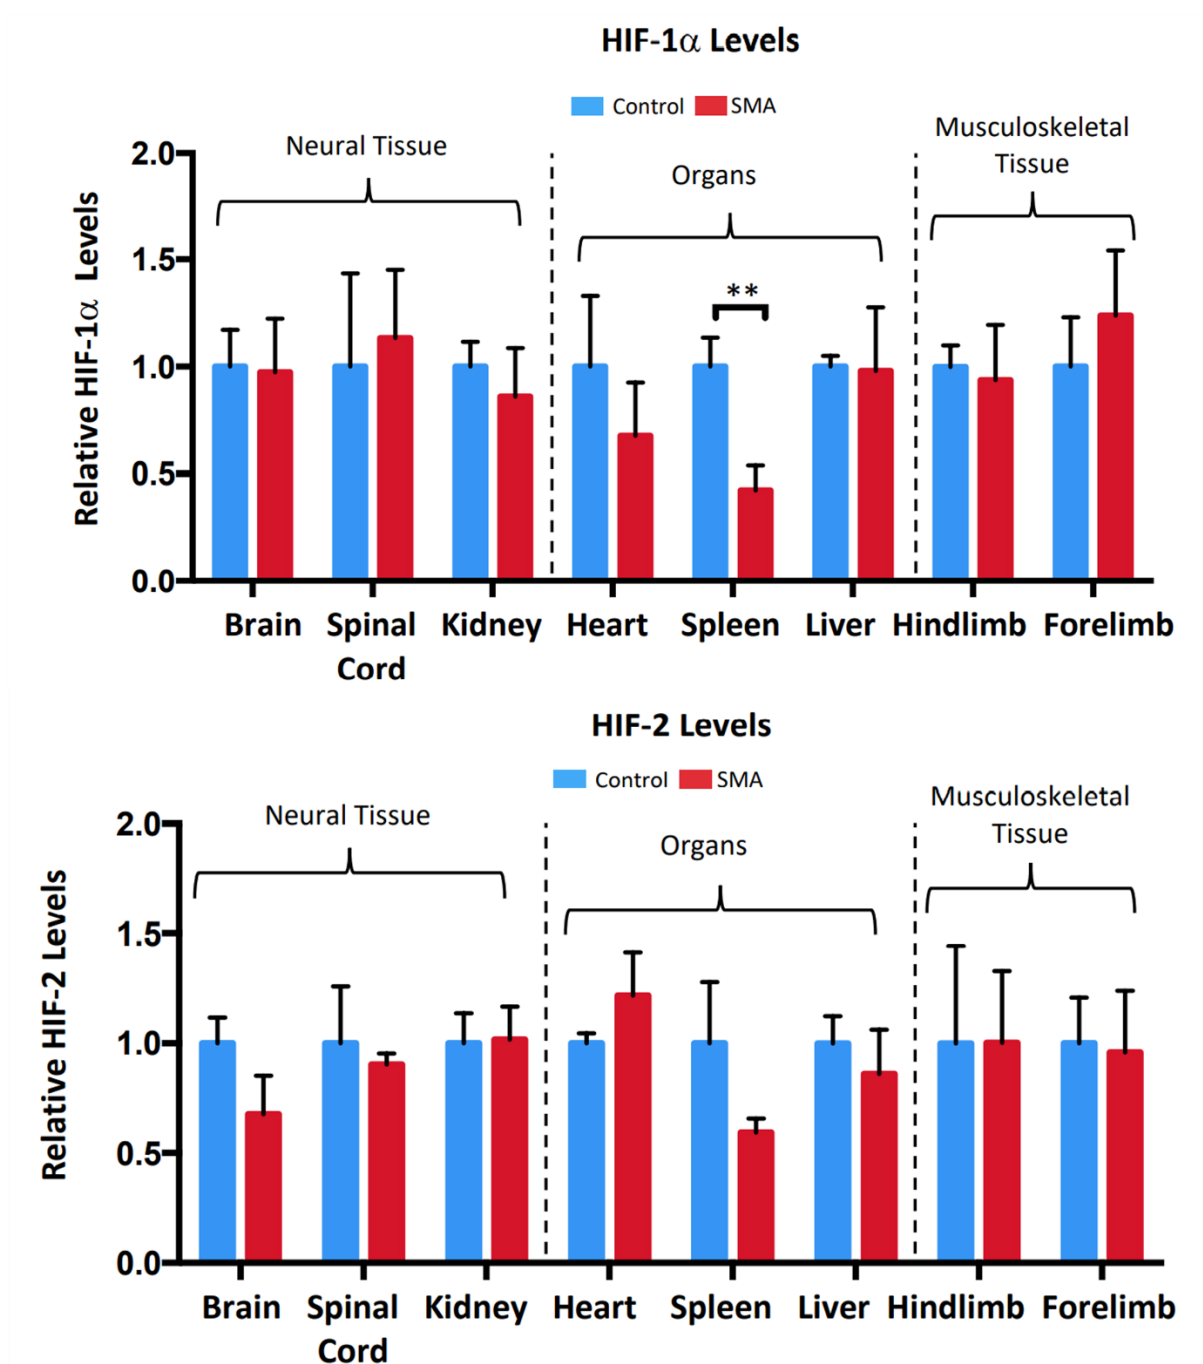 HIF-1α Levels
Control SMA
Neural Tissue
Organs
Musculoskeletal
Tissue
Relative HIF-1α Levels
2.0
1.5
**
1.0
0.5
0.0
Brain Spinal Kidney Heart Spleen Liver Hindlimb Forelimb
Cord
HIF-2 Levels
Control SMA
Neural Tissue
Organs
Musculoskeletal
Tissue
Relative HIF-2 Levels
2.0
1.5
1.0
0.5
0.0
Brain Spinal Kidney Heart Spleen Liver Hindlimb Forelimb
Cord